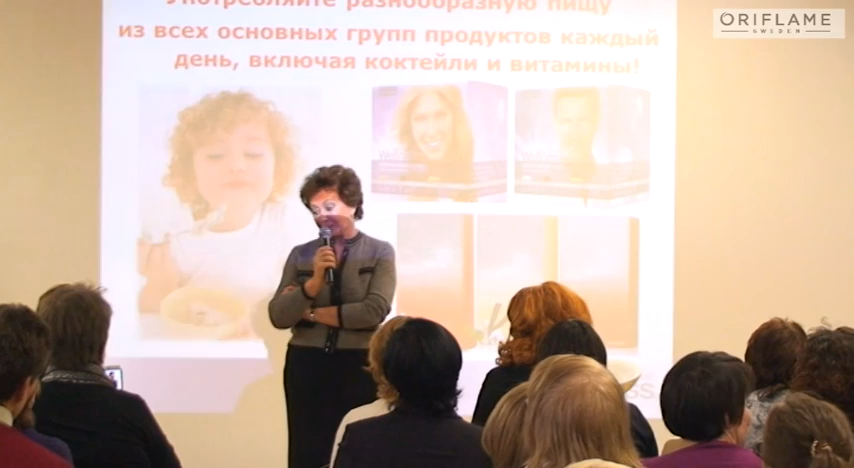 Употребляйте разнообразную пищу
из всех основных групп продуктов каждый
день, включая коктейли и витамины!
ORIFLAME
SWEDEN